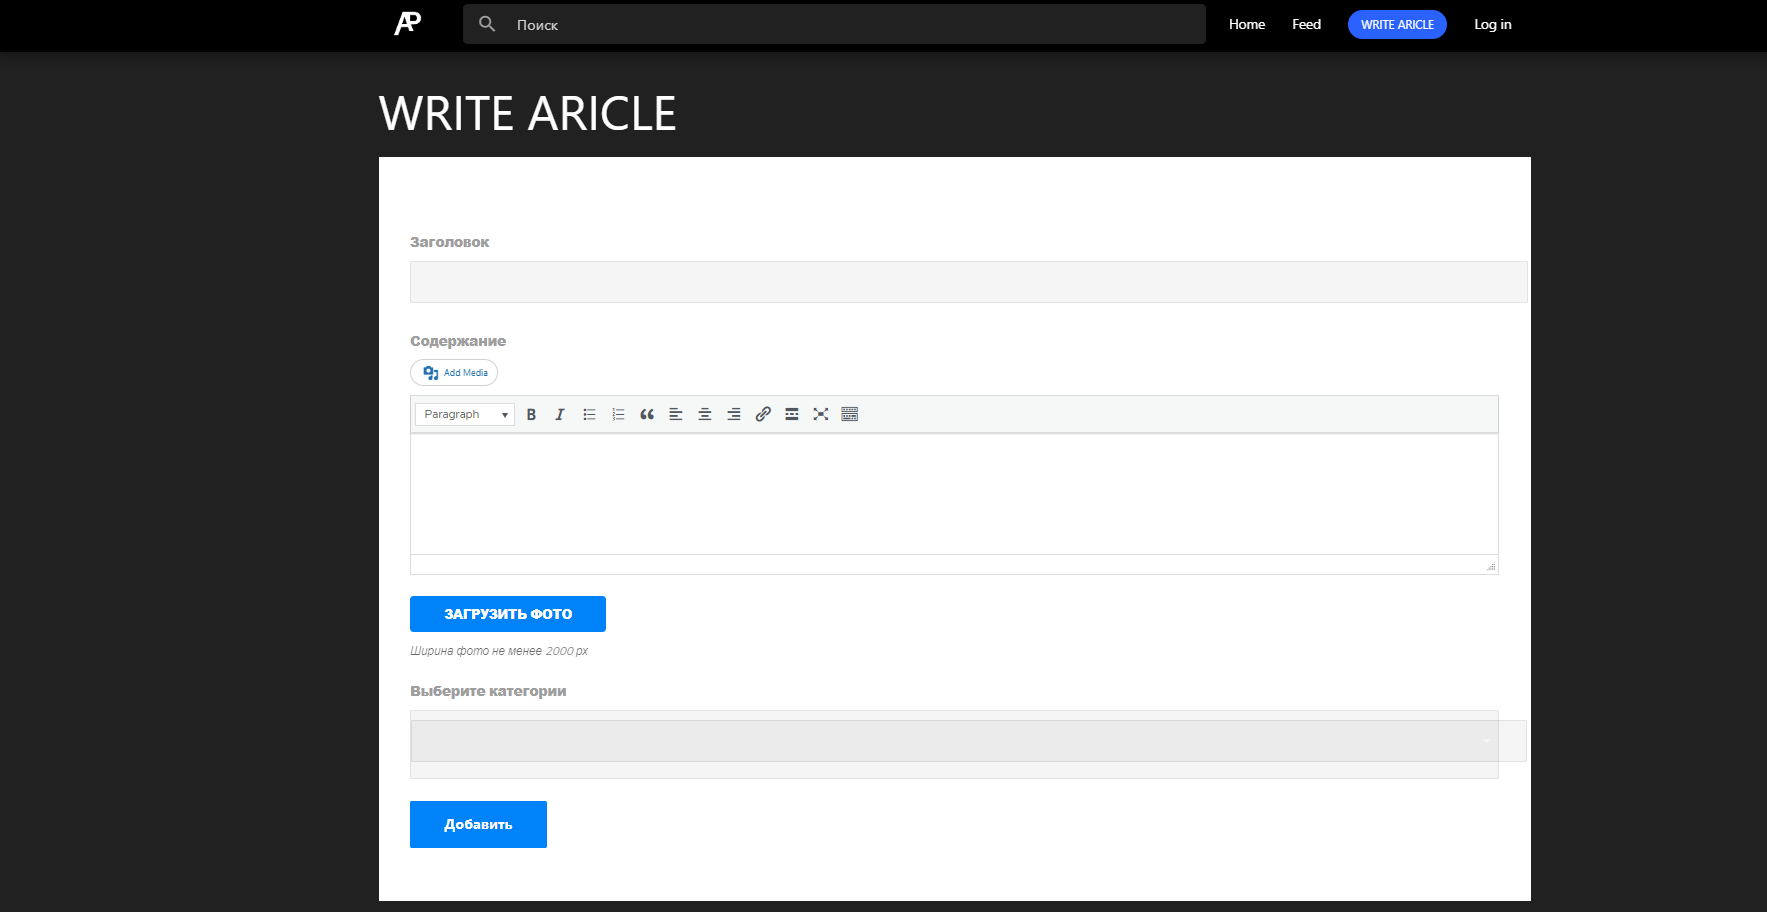 AP
Поиск
Home
Feed
WRITE ARICLE
Log in
WRITE ARICLE
Заголовок
Содержание
Add Media
Paragraph
ЗАГРУЗИТЬ ФОТО
Ширина фото не менее 2000 px
Выберите категории
Добавить